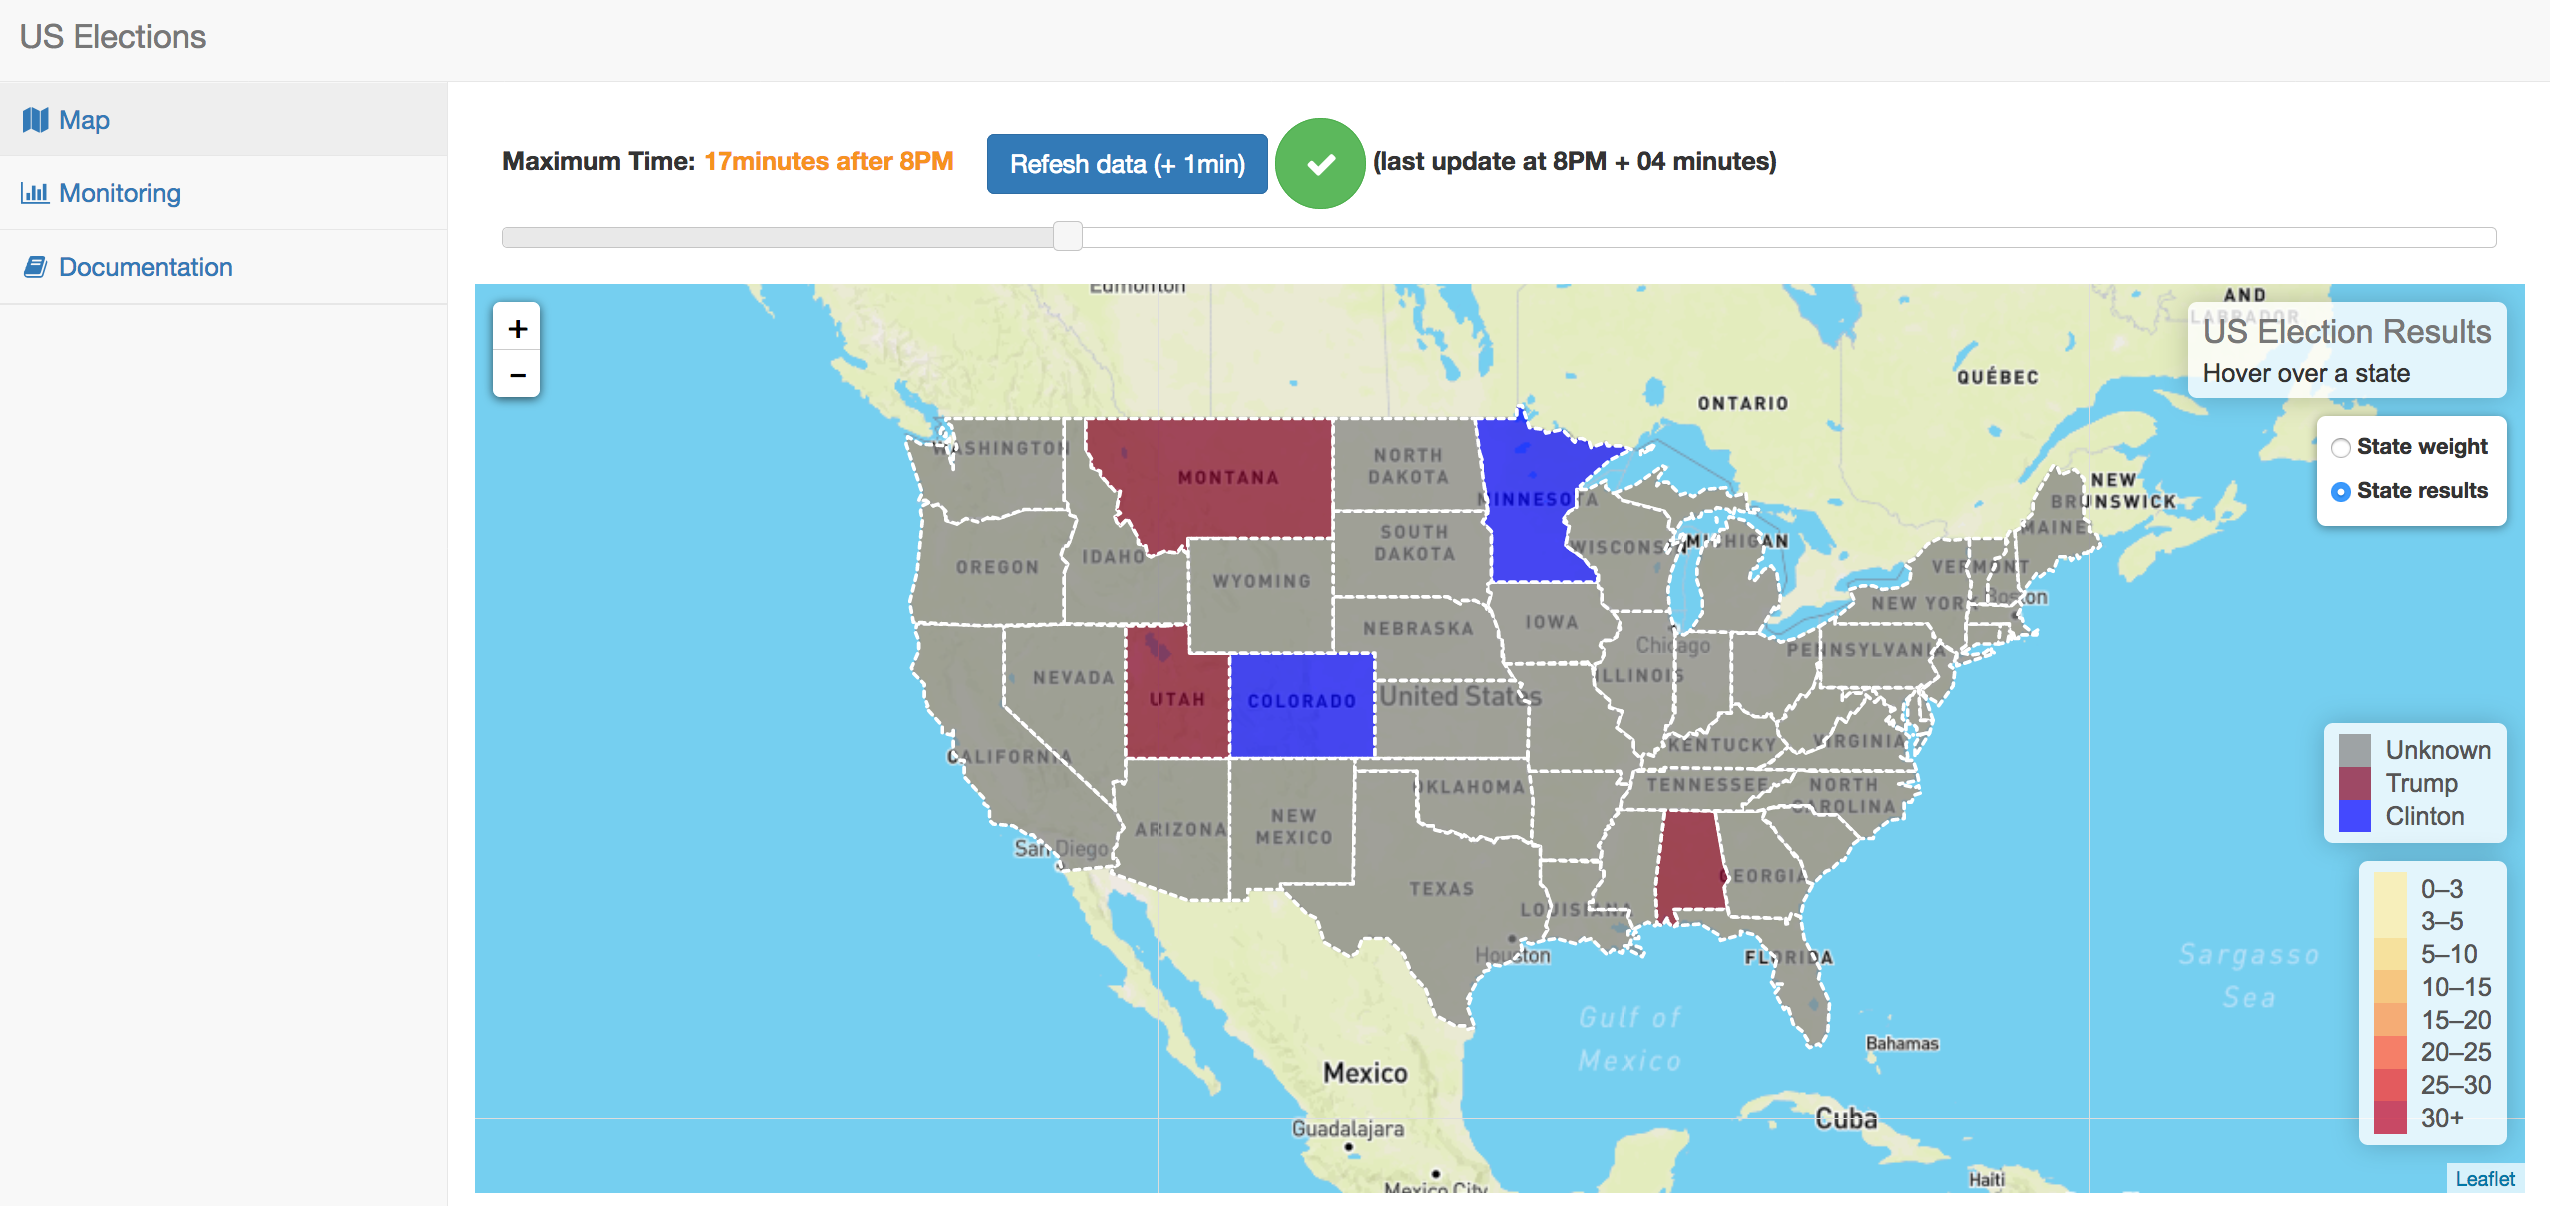 US Elections
Map
Monitoring
Documentation
Maximum Time: 17minutes after 8PM
Refesh data (+ 1min)
(last update at 8PM + 04 minutes)
+
−
Edmonton
AND
LABRADOR
US Election Results
Hover over a state
QUÉBEC
ONTARIO
State weight
State results
WASHINGTON
MONTANA
NORTH
DAKOTA
MINNESOTA
NEW
BRUNSWICK
MAINE
SOUTH
DAKOTA
WISCONSIN
MICHIGAN
OREGON
IDAHO
WYOMING
VERMONT
NEW YORK
Boston
NEBRASKA
IOWA
Chicago
PENNSYLVANIA
NEVADA
UTAH
COLORADO
United States
ILLINOIS
CALIFORNIA
KENTUCKY
VIRGINIA
OKLAHOMA
TENNESSEE
NORTH
CAROLINA
ARIZONA
NEW
MEXICO
San Diego
TEXAS
GEORGIA
LOUISIANA
Houston
FLORIDA
Unknown
Trump
Clinton
Sargasso
Sea
Gulf of
Mexico
Bahamas
Mexico
Cuba
Guadalajara
Mexico City
Haiti
0–3
3–5
5–10
10–15
15–20
20–25
25–30
30+
Leaflet